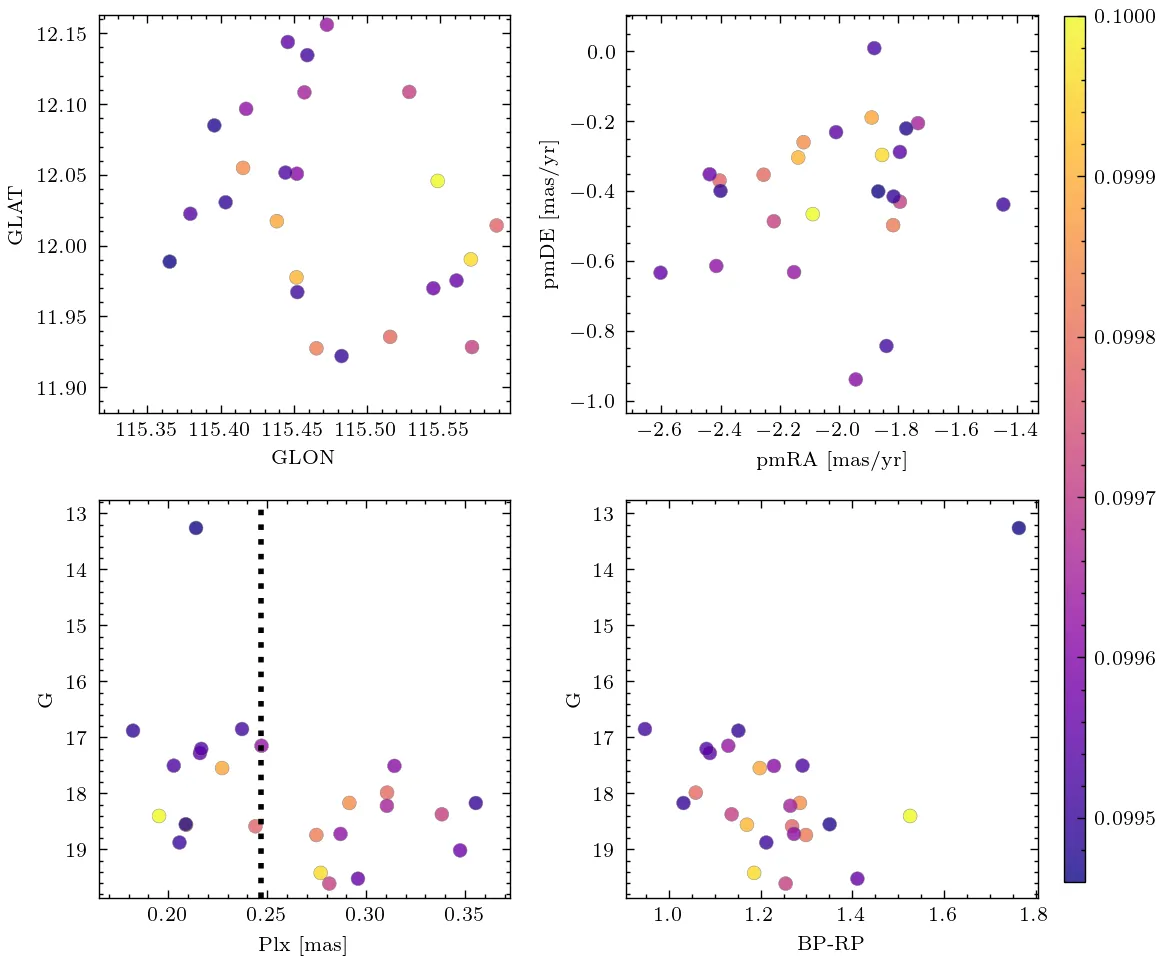 12.15
12.10
12.05
12.00
11.95
11.90
GLAT
115.35 115.40 115.45 115.50 115.55
GLON
0.0
−0.2
−0.4
−0.6
−0.8
−1.0
pmDE [mas/yr]
−2.6 −2.4 −2.2 −2.0 −1.8 −1.6 −1.4
pmRA [mas/yr]
13
14
15
16
17
18
19
G
0.20 0.25 0.30 0.35
Plx [mas]
13
14
15
16
17
18
19
G
1.0 1.2 1.4 1.6 1.8
BP-RP
0.1000
0.0999
0.0998
0.0997
0.0996
0.0995